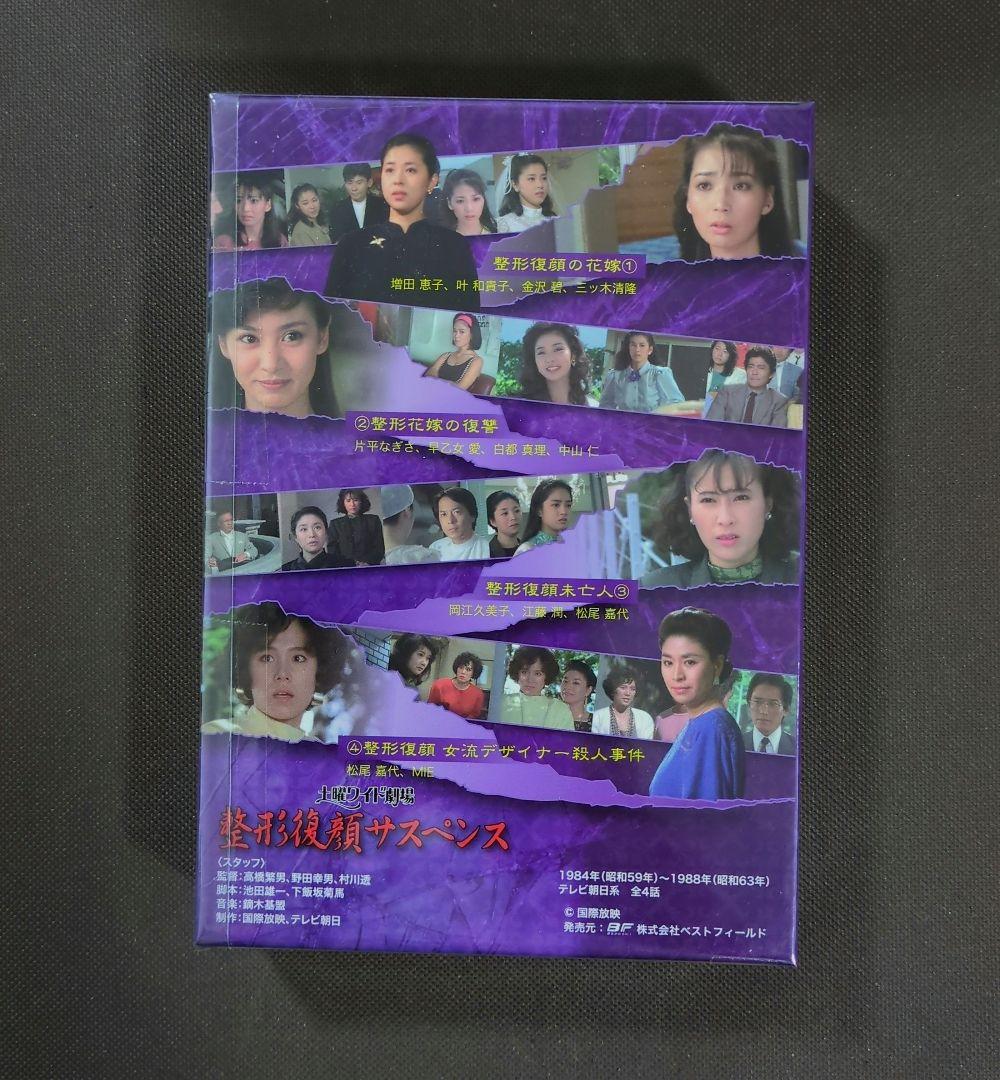 整形復顔の花嫁①
増田 恵子、叶 和貴子、金沢 碧、三ッ木清隆
②整形花嫁の復讐
片平なぎさ、早乙女 愛、白都 真理、中山 仁
整形復顔未亡人③
岡江久美子、江藤 潤、松尾 嘉代
④整形復顔 女流デザイナー殺人事件
松尾 嘉代、MIE
土曜ワイド劇場
整形復顔サスペンス
〈スタッフ〉
監督:高橋繁男、野田幸男、村川透
脚本:池田雄一、下飯坂菊馬
音楽:鏑木基盟
制作:国際放映、テレビ朝日
1984年(昭和59年)〜1988年(昭和63年)
テレビ朝日系 全4話
© 国際放映
発売元:BF 株式会社ベストフィールド